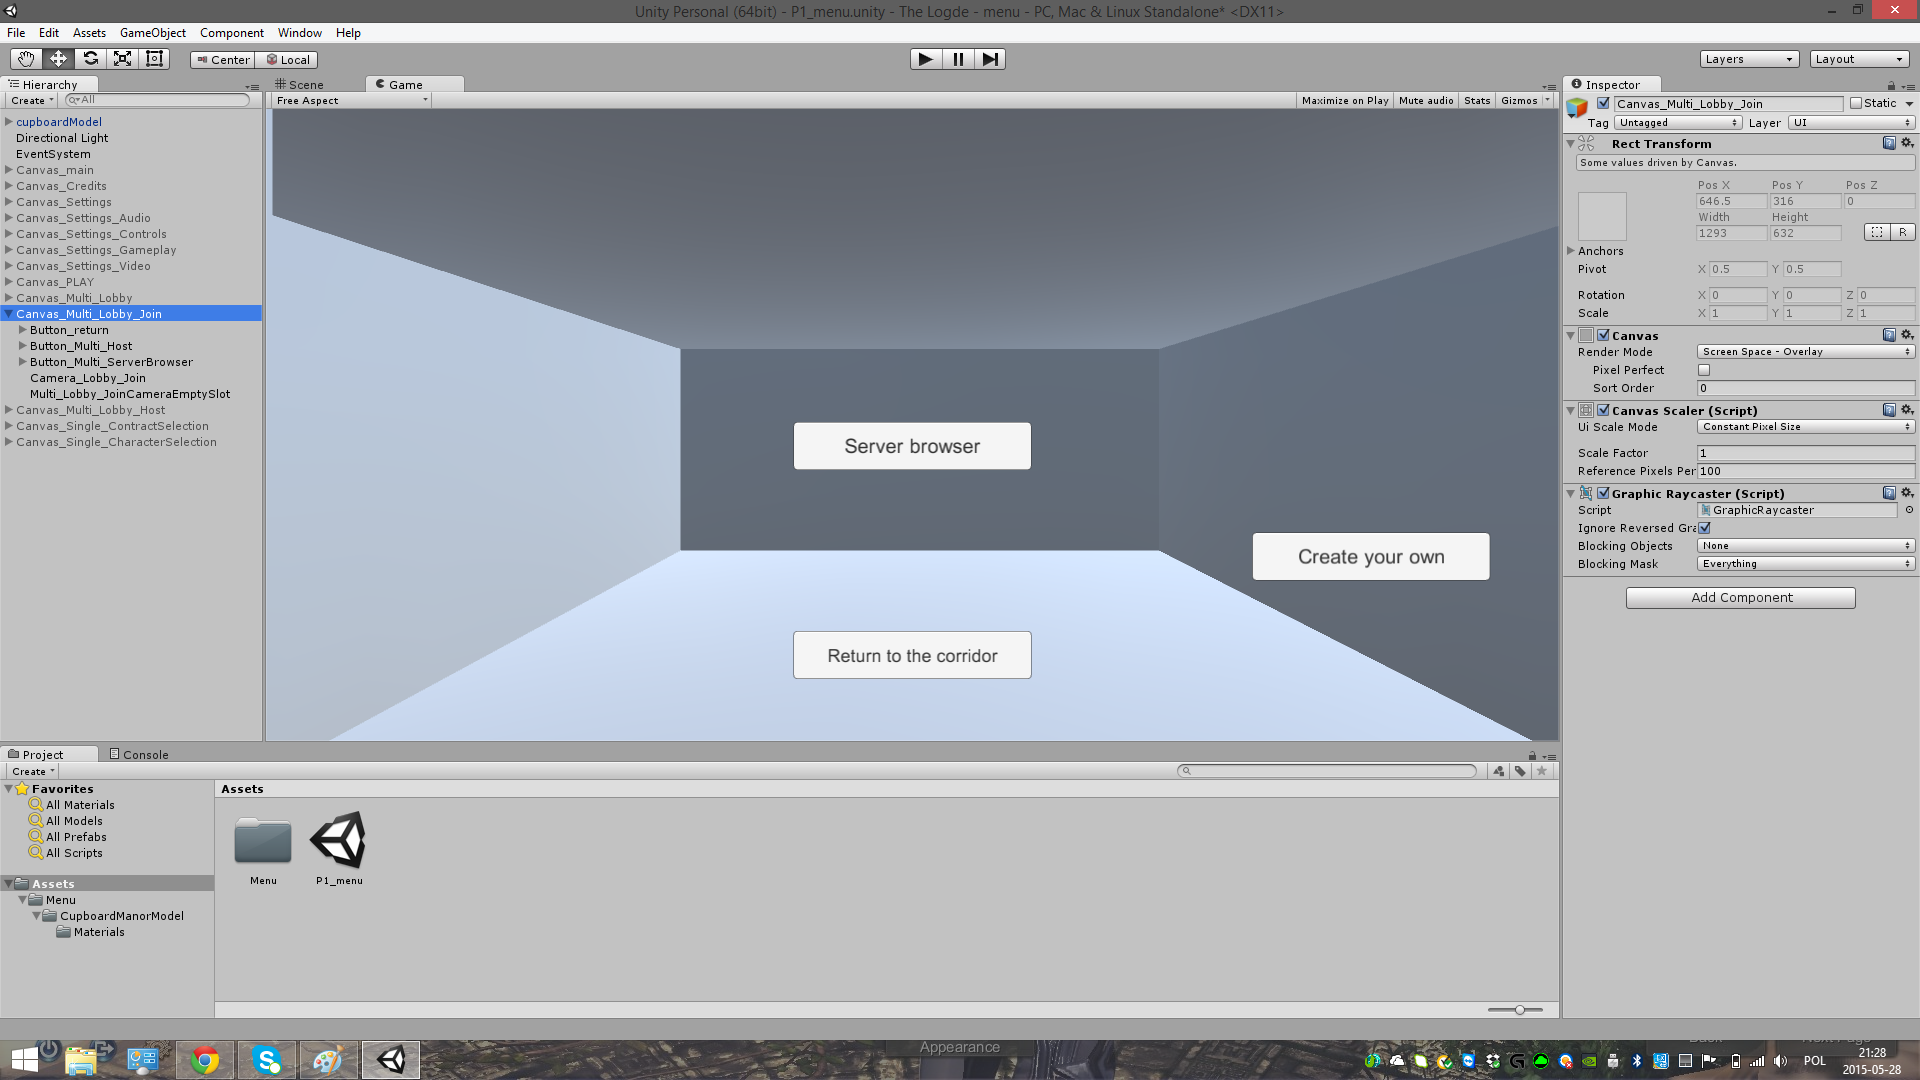 Unity Personal (64bit) - P1_menu.unity - The Logde - menu - PC, Mac & Linux Standalone* <DX11>
File Edit Assets GameObject Component Window Help
Center Local Layers Layout
Hierarchy
Create All
cupboardModel
Directional Light
EventSystem
Canvas_main
Canvas_Credits
Canvas_Settings
Canvas_Settings_Audio
Canvas_Settings_Controls
Canvas_Settings_Gameplay
Canvas_Settings_Video
Canvas_PLAY
Canvas_Multi_Lobby
Canvas_Multi_Lobby_Join
Button_return
Button_Multi_Host
Button_Multi_ServerBrowser
Camera_Lobby_Join
Multi_Lobby_JoinCameraEmptySlot
Canvas_Multi_Lobby_Host
Canvas_Single_ContractSelection
Canvas_Single_CharacterSelection
Scene Game
Free Aspect Maximize on Play Mute audio Stats Gizmos
Server browser
Create your own
Return to the corridor
Inspector
Canvas_Multi_Lobby_Join Static
Tag Untagged Layer UI
Rect Transform
Some values driven by Canvas.
Pos X Pos Y Pos Z
646.5 316 0
Width Height
1293 632 R
Anchors
Pivot X 0.5 Y 0.5
Rotation X 0 Y 0 Z 0
Scale X 1 Y 1 Z 1
Canvas
Render Mode Screen Space - Overlay
Pixel Perfect
Sort Order 0
Canvas Scaler (Script)
Ui Scale Mode Constant Pixel Size
Scale Factor 1
Reference Pixels Per 100
Graphic Raycaster (Script)
Script GraphicRaycaster
Ignore Reversed Gra
Blocking Objects None
Blocking Mask Everything
Add Component
Project Console
Create
Favorites
All Materials
All Models
All Prefabs
All Scripts
Assets
Menu
CupboardManorModel
Materials
Assets
Menu P1_menu
Appearance
POL
21:28
2015-05-28